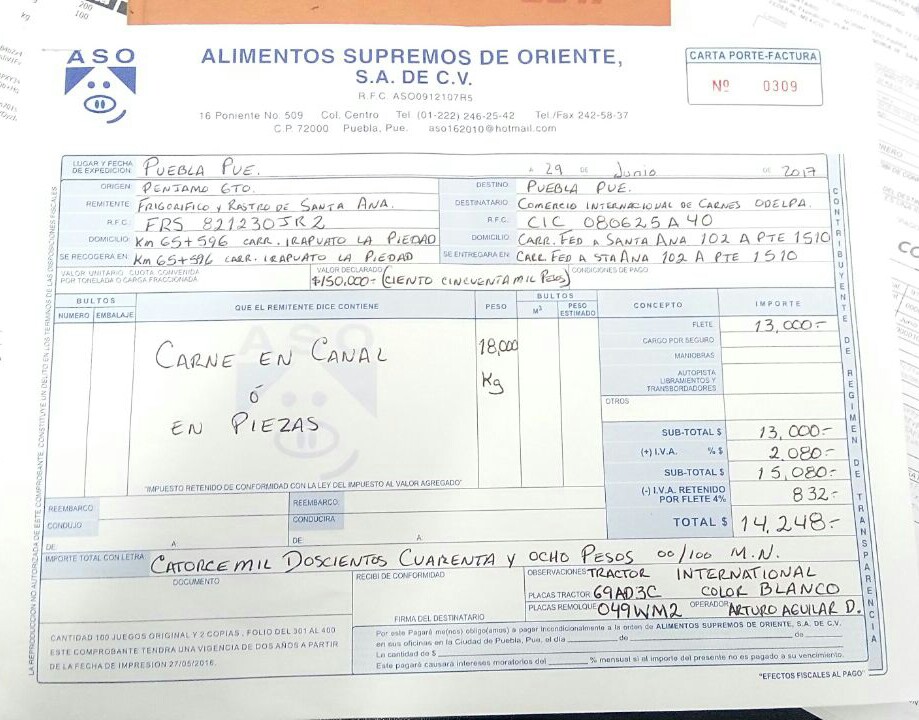 ASO
ALIMENTOS SUPREMOS DE ORIENTE,
S.A. DE C.V.
R.F.C. ASO0912107R5
16 Poniente No. 509 Col. Centro Tel. (01-222) 246-25-42 Tel/Fax 242-58-37
C.P. 72000 Puebla, Pue. aso162010@hotmail.com
CARTA PORTE-FACTURA
Nº 0309
LUGAR Y FECHA DE EXPEDICIÓN: PUEBLA PUE. A 29 DE Junio DE 2017
ORIGEN: PENJAMO GTO. DESTINO PUEBLA PUE.
REMITENTE: FRIGORIFICO Y RASTRO DE SANTA ANA. DESTINATARIO: COMERCIO INTERNACIONAL DE CARNES ODELPA.
R.F.C.: FRS 821230JR2 R.F.C. CIC 080625A40
DOMICILIO: Km 65+596 CARR. IRAPUATO LA PIEDAD DOMICILIO: CARR. FED A SANTA ANA 102 A PTE 1510
SE RECOGERA EN: Km 65+596 CARR. IRAPUATO LA PIEDAD SE ENTREGARA EN: CARR. FED A STA ANA 102 A PTE 1510
VALOR UNITARIO CUOTA CONVENIDA POR TONELADA O CARGA FRACCIONADA VALOR DECLARADO $150,000- (CIENTO CINCUENTA MIL PESOS) CONDICIONES DE PAGO
BULTOS QUE EL REMITENTE DICE CONTIENE PESO BULTOS CONCEPTO IMPORTE
NUMERO EMBALAJE M³ PESO ESTIMADO
FLETE 13,000-
CARGO POR SEGURO
CARNE EN CANAL 18,000
MANIOBRAS
Kg
AUTOPISTA LIBRAMIENTOS Y TRANSBORDADORES
ó
OTROS
EN PIEZAS
SUB-TOTAL $ 13,000-
(+) I.V.A. % $ 2,080-
SUB-TOTAL $ 15,080-
"IMPUESTO RETENIDO DE CONFORMIDAD CON LA LEY DEL IMPUESTO AL VALOR AGREGADO"
(-) I.V.A. RETENIDO POR FLETE 4% 832-
TOTAL $ 14,248-
REEMBARCO REEMBARCO:
CONDUJO CONDUCIRA
DE: A: DE: A:
IMPORTE TOTAL CON LETRA: CATORCE MIL DOSCIENTOS CUARENTA Y OCHO PESOS 00/100 M.N.
DOCUMENTO RECIBI DE CONFORMIDAD
OBSERVACIONES: TRACTOR INTERNATIONAL
PLACAS TRACTOR 69AD3C COLOR BLANCO
PLACAS REMOLQUE 049WM2 OPERADOR ARTURO AGUILAR D.
FIRMA DEL DESTINATARIO
CANTIDAD 100 JUEGOS ORIGINAL Y 2 COPIAS . FOLIO DEL 301 AL 400
ESTE COMPROBANTE TENDRA UNA VIGENCIA DE DOS AÑOS A PARTIR
DE LA FECHA DE IMPRESION 27/05/2016.
Por este Pagaré me(nos) obligo(amos) a pagar incondicionalmente a la orden de ALIMENTOS SUPREMOS DE ORIENTE, S.A. DE C.V.
en sus oficinas en la Ciudad de Puebla, Pue, el día de de
La cantidad de $
Este pagaré causará intereses moratorios del % mensual si el importe del presente no es pagado a su vencimiento.
"EFECTOS FISCALES AL PAGO"
CONTRIBUYENTE DE REGIMEN DE TRANSPARENCIA
LA REPRODUCCION NO AUTORIZADA DE ESTE COMPROBANTE, CONSTITUYE UN DELITO EN LOS TERMINOS DE LAS DISPOSICIONES FISCALES